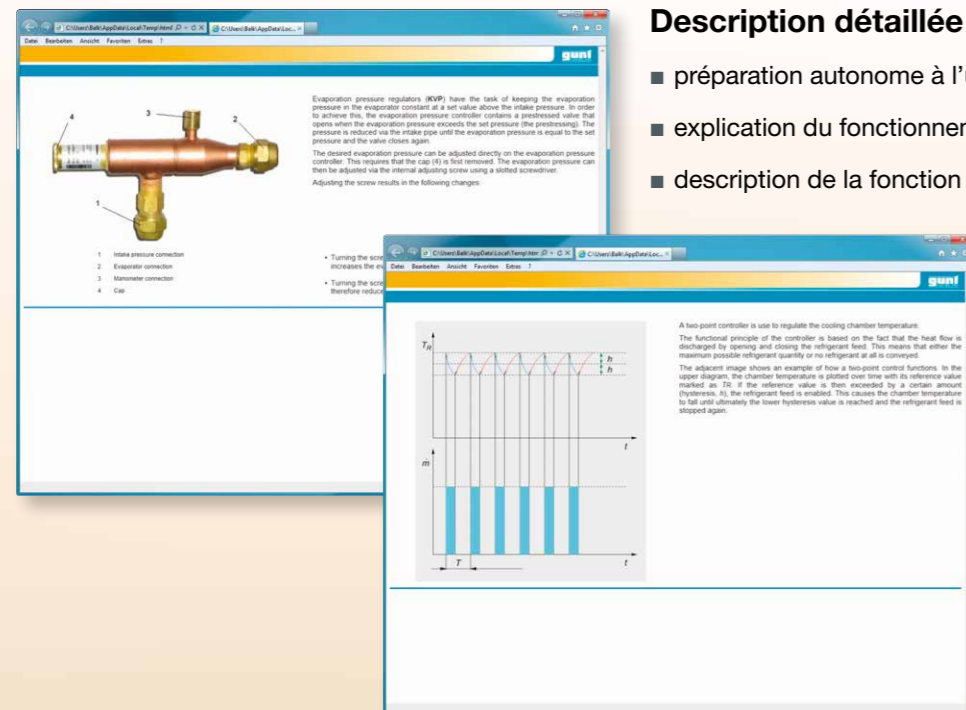 Description détaillée
■ préparation autonome à l'u
■ explication du fonctionnem
■ description de la fonction
Datei Bearbeiten Ansicht Favoriten Extras ?
gunt
4
3
2
1
Evaporation pressure regulators (KVP) have the task of keeping the evaporation
pressure in the evaporator constant at a set value above the intake pressure. In order
to achieve this, the evaporation pressure controller contains a prestressed valve that
opens when the evaporation pressure exceeds the set pressure (the prestressing). The
pressure is reduced via the intake pipe until the evaporation pressure is equal to the set
pressure and the valve closes again.
The desired evaporation pressure can be adjusted directly on the evaporation pressure
controller. This requires that the cap (4) is first removed. The evaporation pressure can
then be adjusted via the internal adjusting screw using a slotted screwdriver.
Adjusting the screw results in the following changes:
1 Intake pressure connection
2 Evaporator connection
3 Manometer connection
4 Cap
• Turning the scre
increases the ev
• Turning the scre
therefore reduce
Datei Bearbeiten Ansicht Favoriten Extras ?
gunt
T_R
h
h
t
ṁ
T
t
A two-point controller is use to regulate the cooling chamber temperature.
The functional principle of the controller is based on the fact that the heat flow is
discharged by opening and closing the refrigerant feed. This means that either the
maximum possible refrigerant quantity or no refrigerant at all is conveyed.
The adjacent image shows an example of how a two-point control functions. In the
upper diagram, the chamber temperature is plotted over time with its reference value
marked as TR. If the reference value is then exceeded by a certain amount
(hysteresis, h), the refrigerant feed is enabled. This causes the chamber temperature
to fall until ultimately the lower hysteresis value is reached and the refrigerant feed is
stopped again.